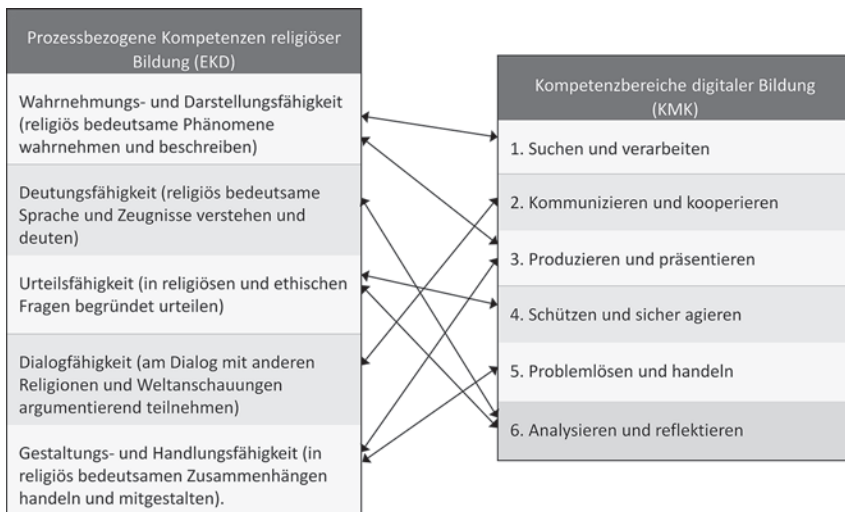 Prozessbezogene Kompetenzen religiöser
Bildung (EKD)
Wahrnehmungs- und Darstellungsfähigkeit
(religiös bedeutsame Phänomene
wahrnehmen und beschreiben)
Deutungsfähigkeit (religiös bedeutsame
Sprache und Zeugnisse verstehen und
deuten)
Urteilsfähigkeit (in religiösen und ethischen
Fragen begründet urteilen)
Dialogfähigkeit (am Dialog mit anderen
Religionen und Weltanschauungen
argumentierend teilnehmen)
Gestaltungs- und Handlungsfähigkeit (in
religiös bedeutsamen Zusammenhängen
handeln und mitgestalten).
Kompetenzbereiche digitaler Bildung
(KMK)
1. Suchen und verarbeiten
2. Kommunizieren und kooperieren
3. Produzieren und präsentieren
4. Schützen und sicher agieren
5. Problemlösen und handeln
6. Analysieren und reflektieren